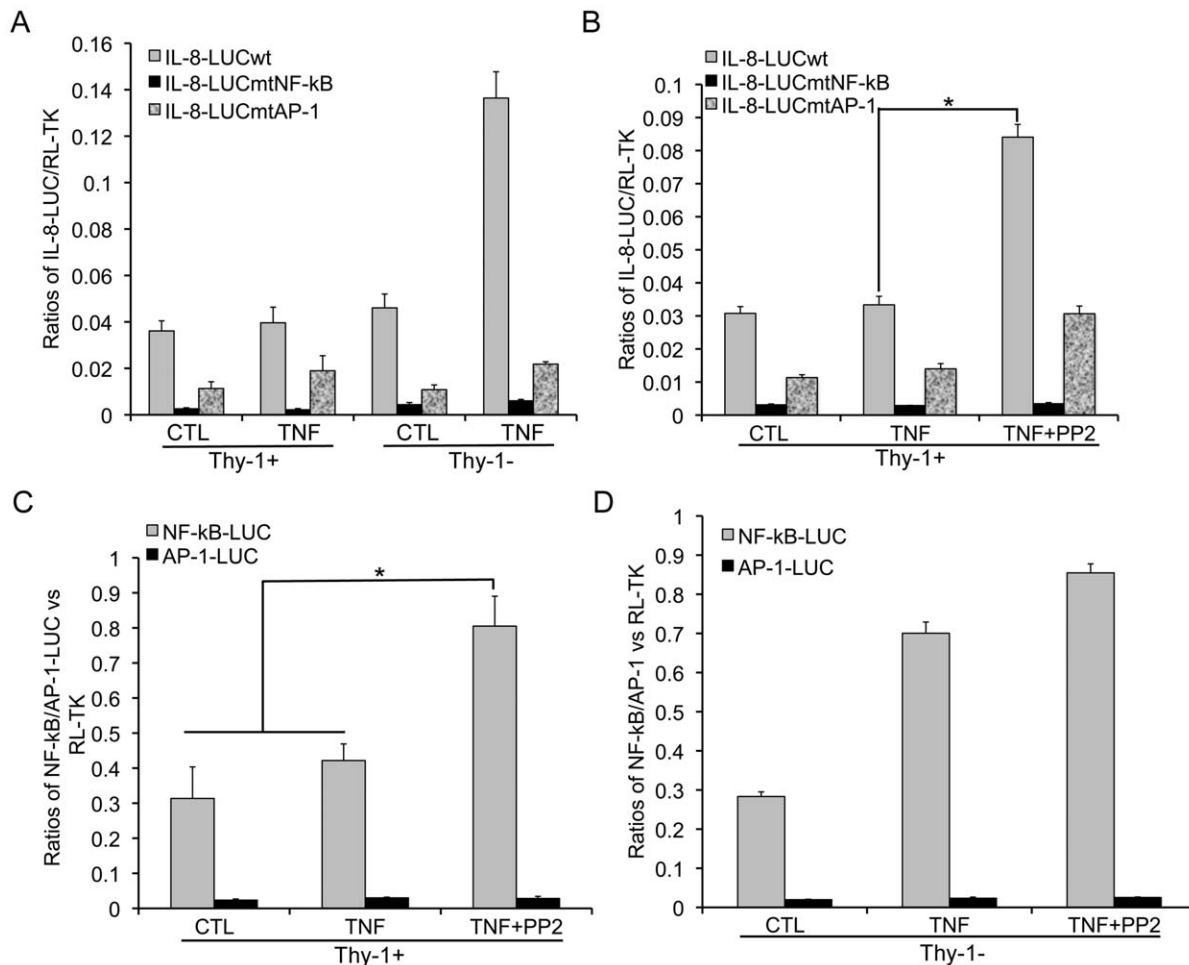 A
IL-8-LUCwt
IL-8-LUCmtNF-kB
IL-8-LUCmtAP-1
Ratios of IL-8-LUC/RL-TK
0.16
0.14
0.12
0.1
0.08
0.06
0.04
0.02
0
CTL
TNF
CTL
TNF
Thy-1+
Thy-1-
B
IL-8-LUCwt
IL-8-LUCmtNF-kB
IL-8-LUCmtAP-1
Ratios of IL-8-LUC/RL-TK
0.1
0.09
0.08
0.07
0.06
0.05
0.04
0.03
0.02
0.01
0
*
CTL
TNF
TNF+PP2
Thy-1+
C
NF-kB-LUC
AP-1-LUC
Ratios of NF-kB/AP-1-LUC vs
RL-TK
1
0.9
0.8
0.7
0.6
0.5
0.4
0.3
0.2
0.1
0
*
CTL
TNF
TNF+PP2
Thy-1+
D
NF-kB-LUC
AP-1-LUC
Ratios of NF-kB/AP-1 vs RL-TK
1
0.9
0.8
0.7
0.6
0.5
0.4
0.3
0.2
0.1
0
CTL
TNF
TNF+PP2
Thy-1-